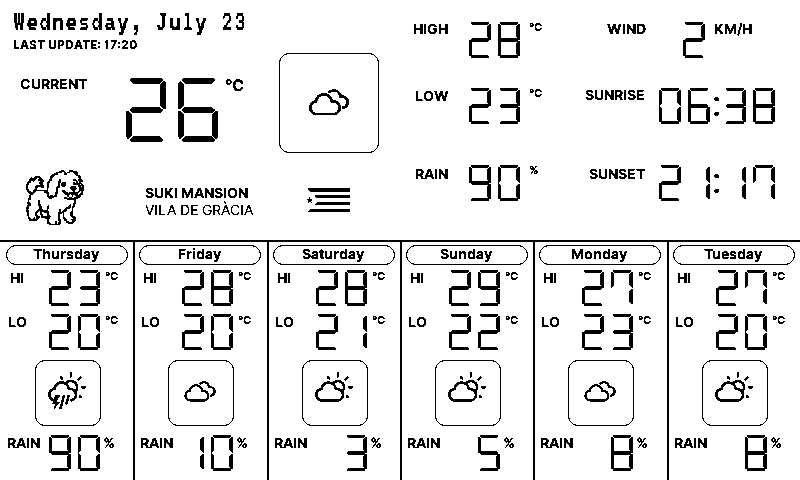 Wednesday, July 23
LAST UPDATE: 17:20
CURRENT 26 °C
SUKI MANSION
VILA DE GRÀCIA
HIGH 28 °C
LOW 23 °C
RAIN 90 %
WIND 2 KM/H
SUNRISE 06:38
SUNSET 21:17
Thursday
HI 23 °C
LO 20 °C
RAIN 90 %
Friday
HI 28 °C
LO 20 °C
RAIN 10 %
Saturday
HI 28 °C
LO 21 °C
RAIN 3 %
Sunday
HI 29 °C
LO 22 °C
RAIN 5 %
Monday
HI 27 °C
LO 23 °C
RAIN 8 %
Tuesday
HI 27 °C
LO 20 °C
RAIN 8 %